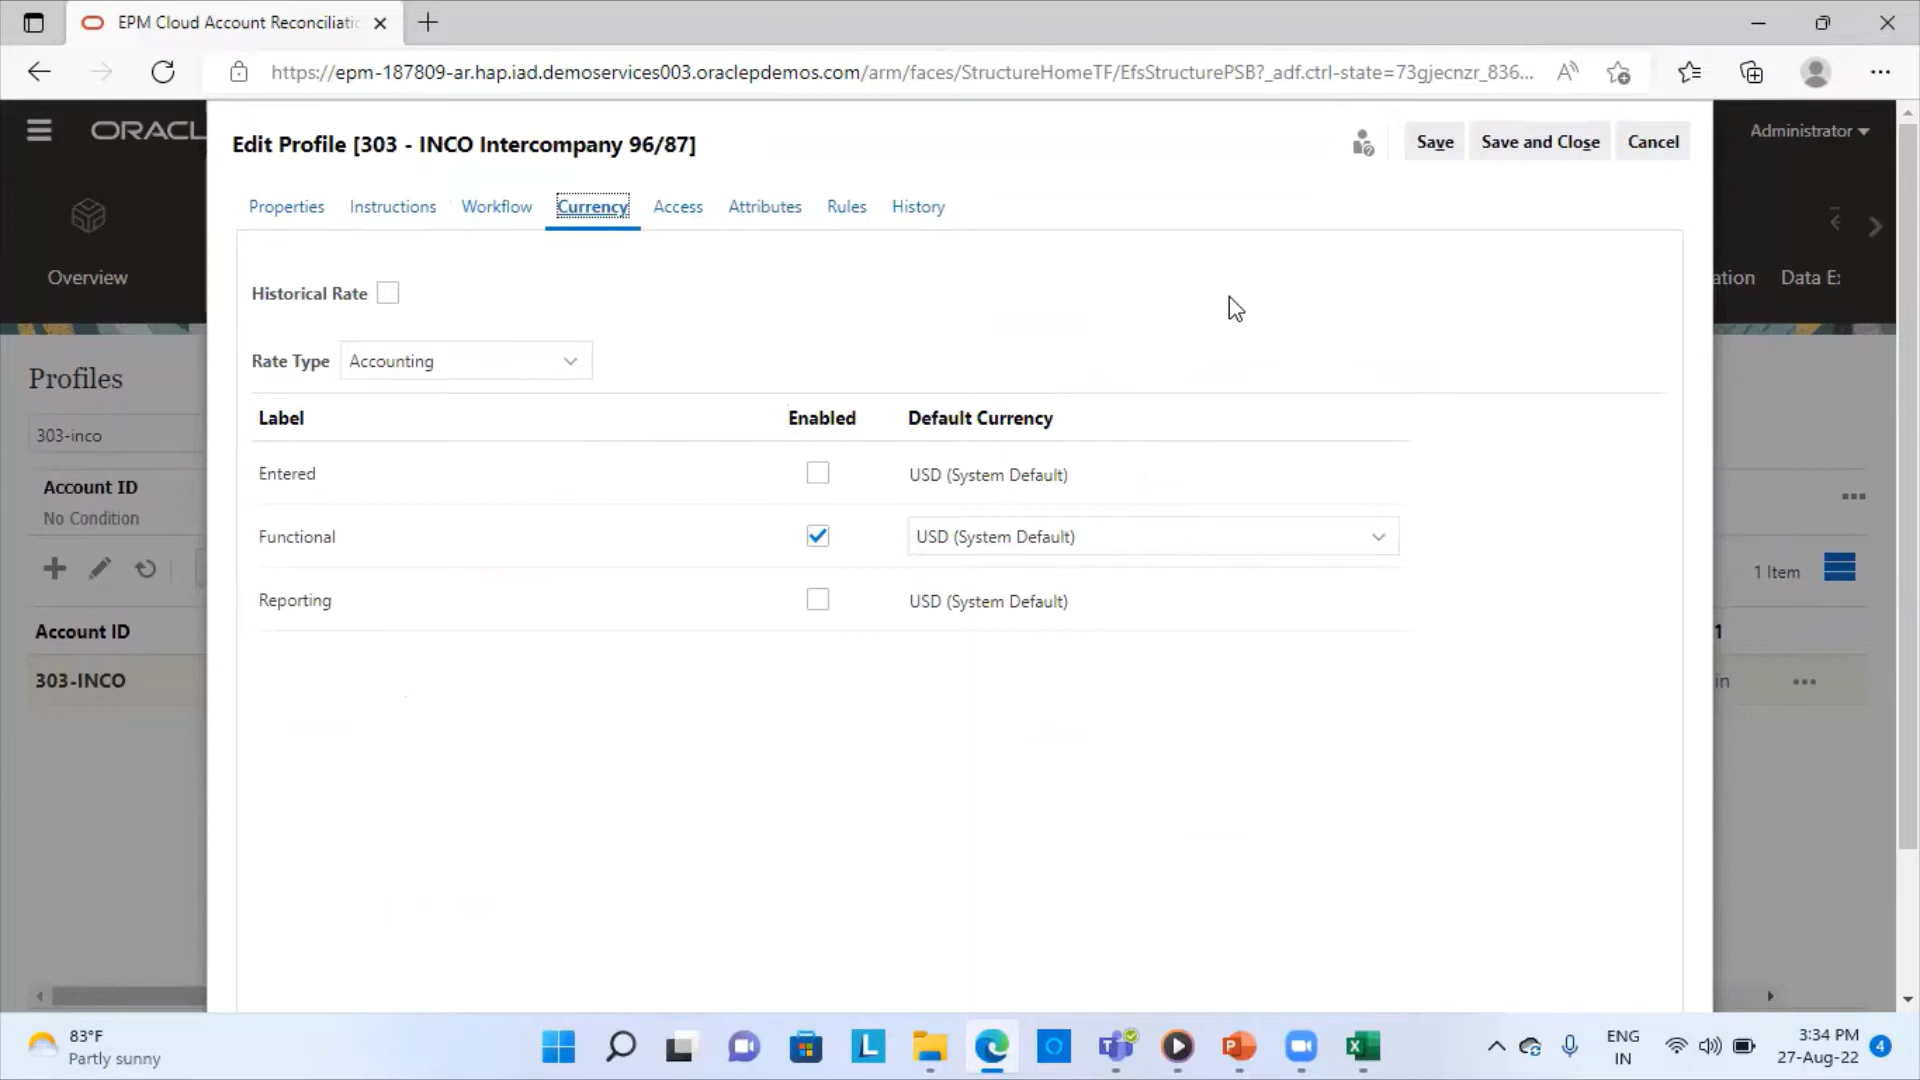 EPM Cloud Account Reconciliatic
https://epm-187809-ar.hap.iad.demoservices003.oraclepdemos.com/arm/faces/StructureHomeTF/EfsStructurePSB?_adf.ctrl-state=73gjecnzr_836...
ORACL
Administrator
Edit Profile [303 - INCO Intercompany 96/87]
Save
Save and Close
Cancel
Properties
Instructions
Workflow
Currency
Access
Attributes
Rules
History
Overview
ation
Data E:
Historical Rate
Rate Type
Accounting
Profiles
303-inco
Account ID
No Condition
Label
Enabled
Default Currency
Entered
USD (System Default)
Functional
USD (System Default)
Reporting
USD (System Default)
1 Item
Account ID
1
303-INCO
in
83°F
Partly sunny
ENG
IN
3:34 PM
27-Aug-22
4